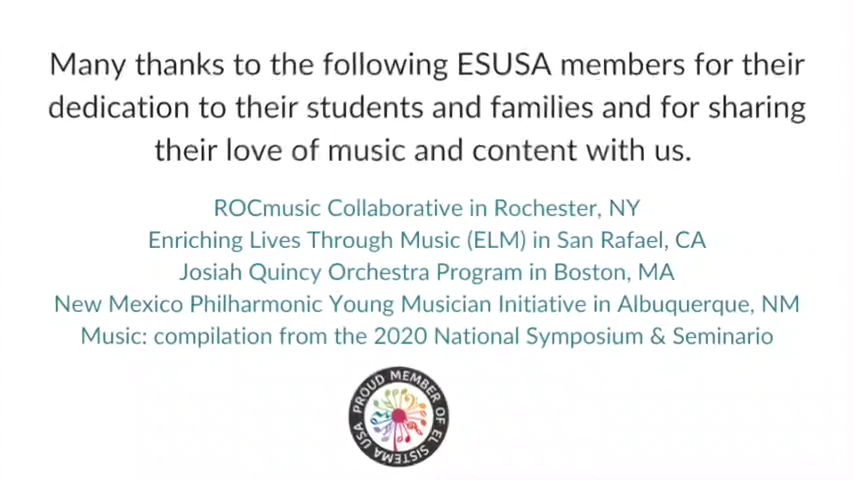 Many thanks to the following ESUSA members for their
dedication to their students and families and for sharing
their love of music and content with us.
ROCmusic Collaborative in Rochester, NY
Enriching Lives Through Music (ELM) in San Rafael, CA
Josiah Quincy Orchestra Program in Boston, MA
New Mexico Philharmonic Young Musician Initiative in Albuquerque, NM
Music: compilation from the 2020 National Symposium & Seminario
PROUD MEMBER OF EL SISTEMA USA